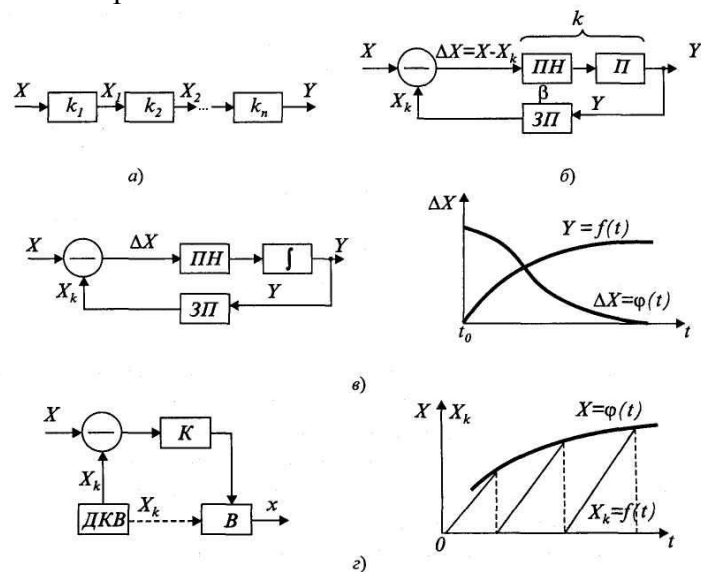 X k₁ X₁ k₂ X₂ ... kₙ Y
а)
k
X ΔX=X-Xₖ ПН П Y
Xₖ β Y
ЗП
б)
X ΔX ПН ∫ Y
Xₖ ЗП Y
ΔX
Y = f(t)
ΔX=φ(t)
t₀ t
в)
X К
Xₖ
ДКВ Xₖ В x
X Xₖ
X=φ(t)
Xₖ=f(t)
0 t
г)